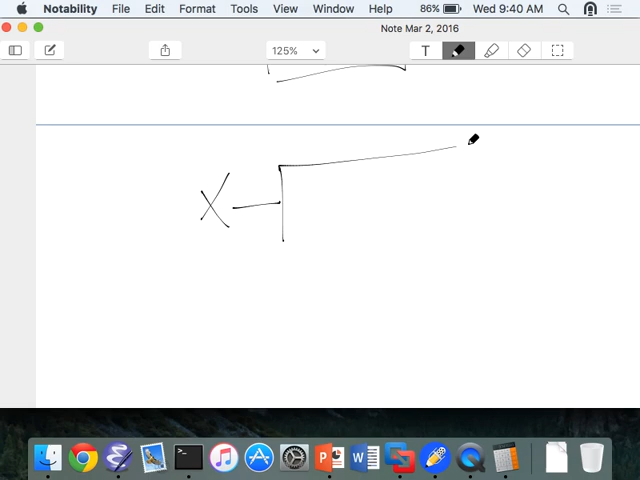 Notability File Edit Format Tools View Window Help 86% Wed 9:40 AM
Note Mar 2, 2016
125% T
X